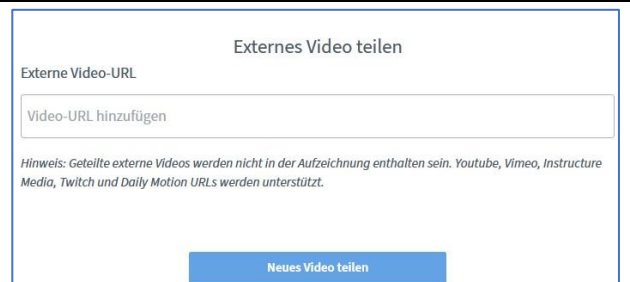 Externes Video teilen
Externe Video-URL
Video-URL hinzufügen
Hinweis: Geteilte externe Videos werden nicht in der Aufzeichnung enthalten sein. Youtube, Vimeo, Instructure
Media, Twitch und Daily Motion URLs werden unterstützt.
Neues Video teilen